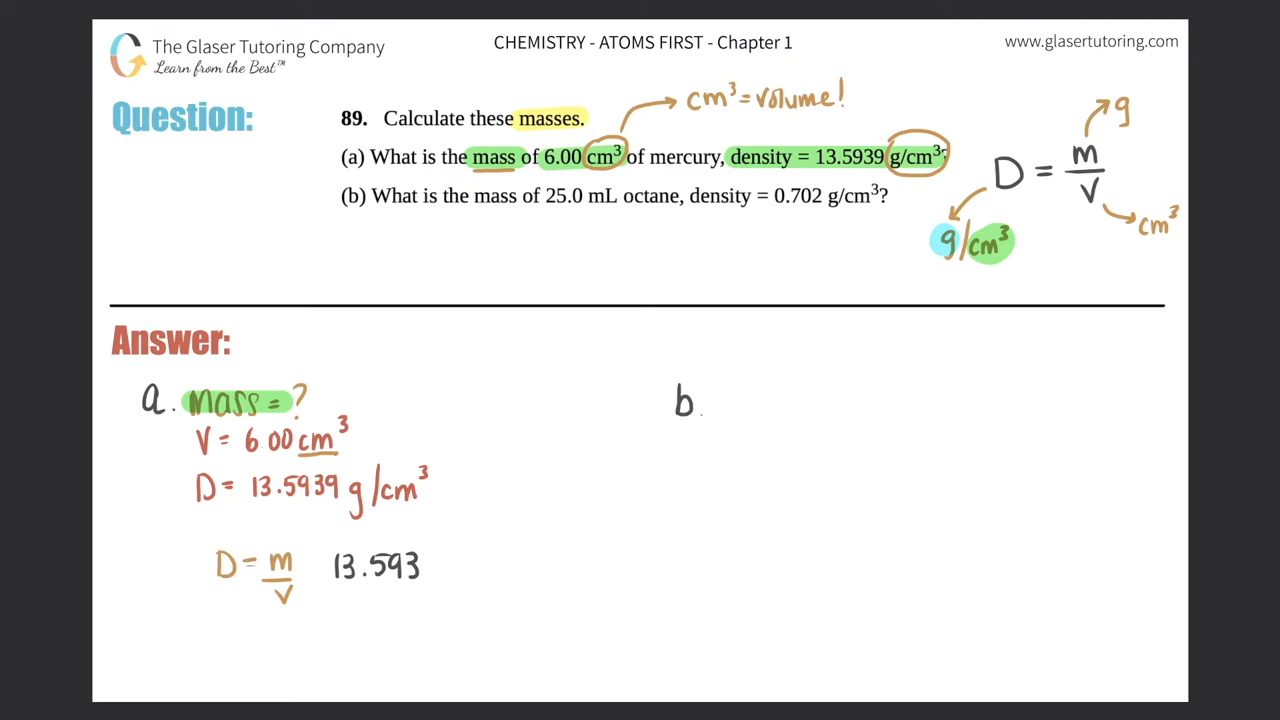 The Glaser Tutoring Company
Learn from the Best™
CHEMISTRY - ATOMS FIRST - Chapter 1
www.glasertutoring.com
Question:
cm³ = volume!
89. Calculate these masses.
(a) What is the mass of 6.00 cm³ of mercury, density = 13.5939 g/cm³?
(b) What is the mass of 25.0 mL octane, density = 0.702 g/cm³?
g
D = m/v
cm³
g/cm³
Answer:
a. mass = ?
V = 6.00 cm³
D = 13.5939 g/cm³
D = m/v 13.593
b.